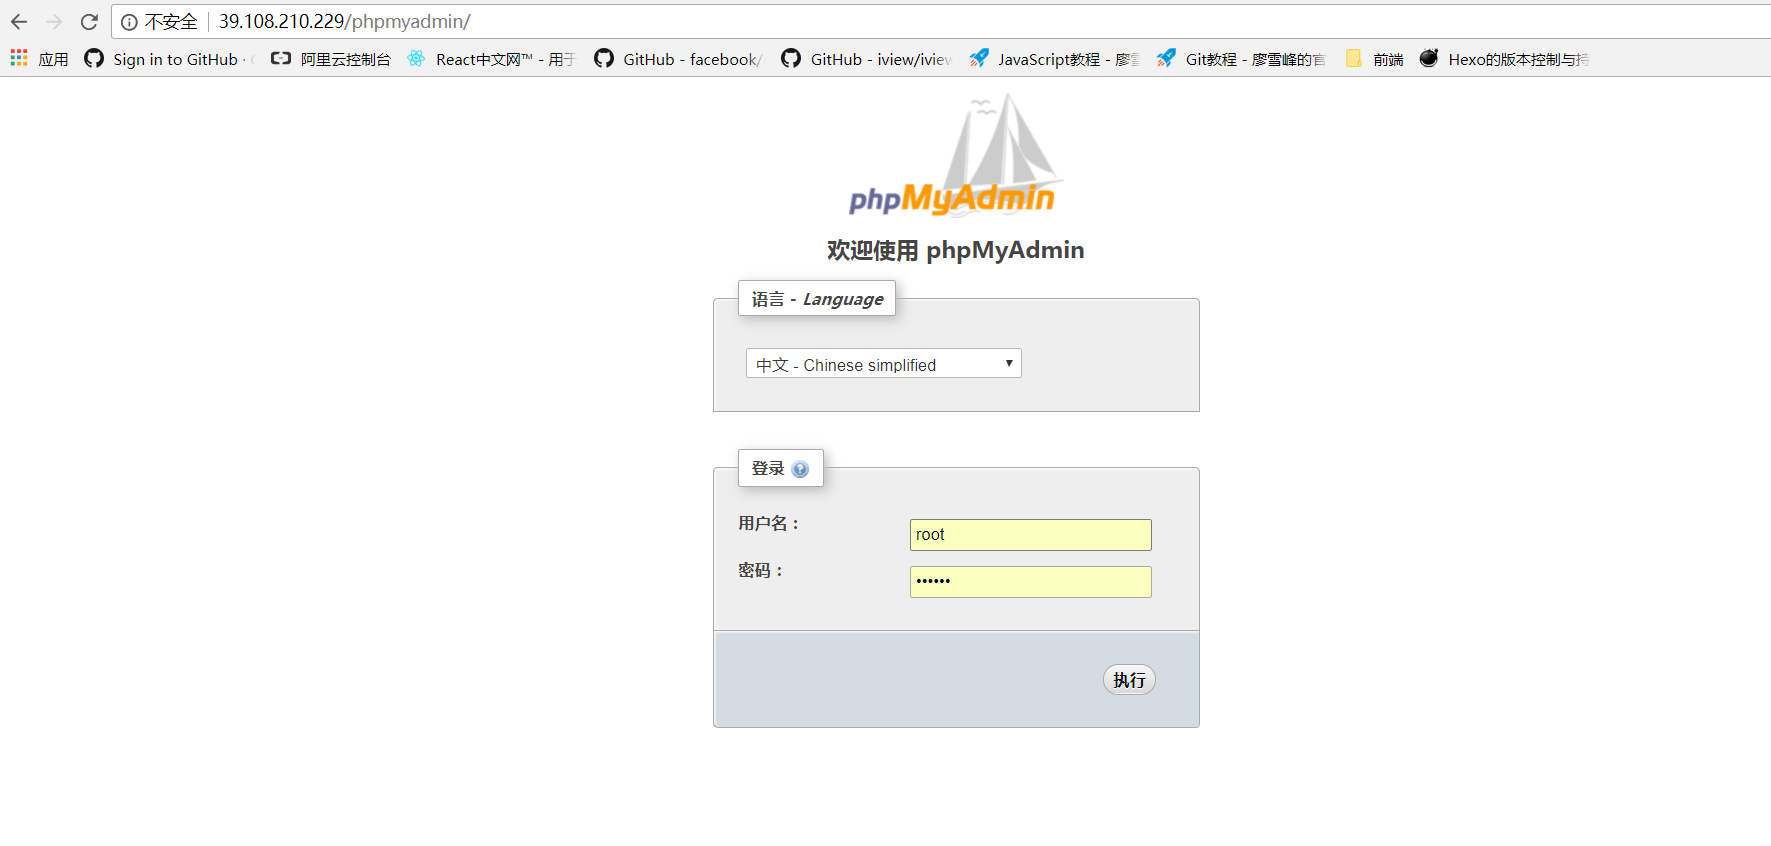 不安全 39.108.210.229/phpmyadmin/
应用 Sign in to GitHub · 阿里云控制台 React中文网™ - 用于 GitHub - facebook/ GitHub - iview/iview JavaScript教程 - 廖雪 Git教程 - 廖雪峰的官 前端 Hexo的版本控制与持
phpMyAdmin
欢迎使用 phpMyAdmin
语言 - Language
中文 - Chinese simplified
登录
用户名：
root
密码：
••••••
执行